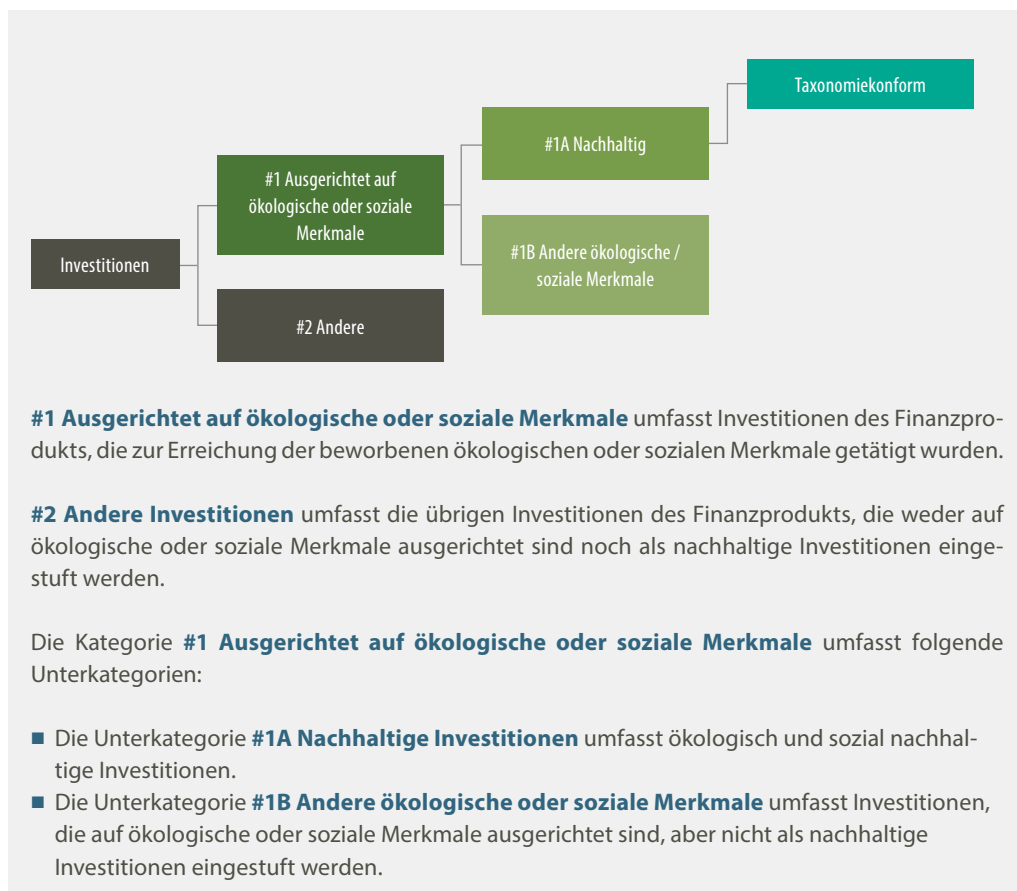 Taxonomiekonform
#1A Nachhaltig
#1 Ausgerichtet auf
ökologische oder soziale
Merkmale
#1B Andere ökologische /
soziale Merkmale
Investitionen
#2 Andere
#1 Ausgerichtet auf ökologische oder soziale Merkmale umfasst Investitionen des Finanzpro-
dukts, die zur Erreichung der beworbenen ökologischen oder sozialen Merkmale getätigt wurden.
#2 Andere Investitionen umfasst die übrigen Investitionen des Finanzprodukts, die weder auf
ökologische oder soziale Merkmale ausgerichtet sind noch als nachhaltige Investitionen einge-
stuft werden.
Die Kategorie #1 Ausgerichtet auf ökologische oder soziale Merkmale umfasst folgende
Unterkategorien:
■ Die Unterkategorie #1A Nachhaltige Investitionen umfasst ökologisch und sozial nachhal-
tige Investitionen.
■ Die Unterkategorie #1B Andere ökologische oder soziale Merkmale umfasst Investitionen,
die auf ökologische oder soziale Merkmale ausgerichtet sind, aber nicht als nachhaltige
Investitionen eingestuft werden.